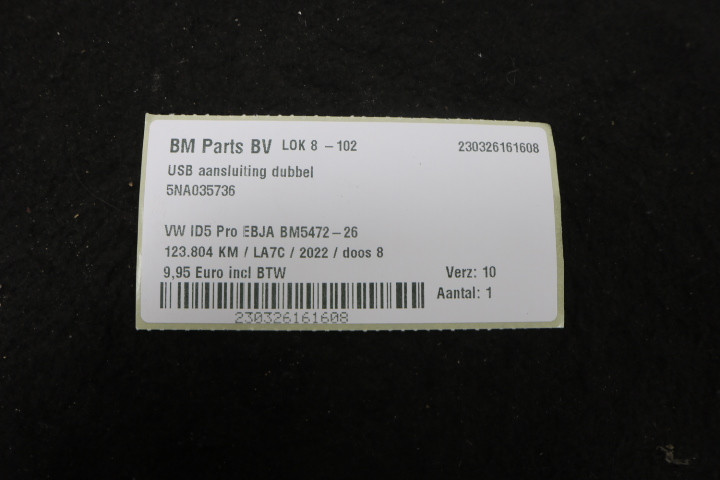 BM Parts BV LOK 8 - 102 230326161608
USB aansluiting dubbel
5NA035736
VW ID5 Pro EBJA BM5472-26
123.804 KM / LA7C / 2022 / doos 8
9,95 Euro incl BTW Verz: 10
Aantal: 1
230326161608